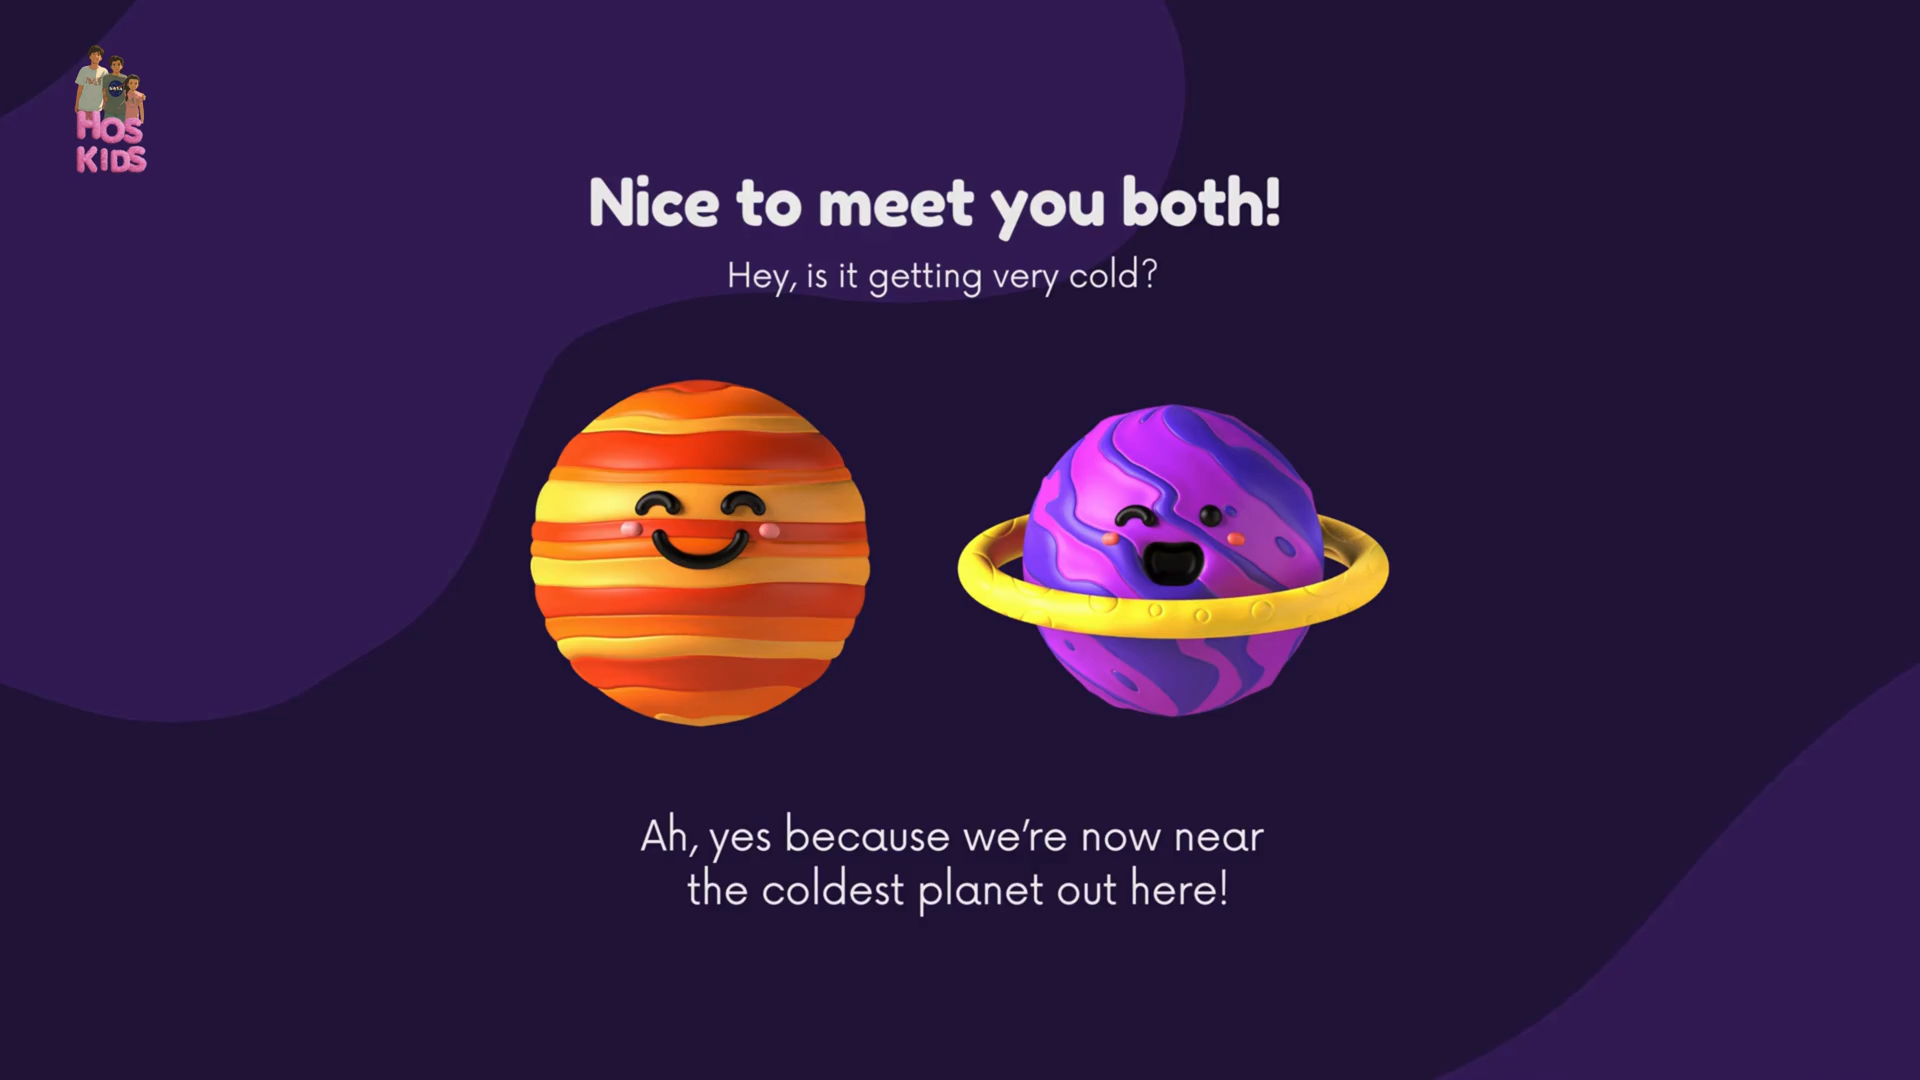 HOS
KIDS
Nice to meet you both!
Hey, is it getting very cold?
Ah, yes because we're now near
the coldest planet out here!